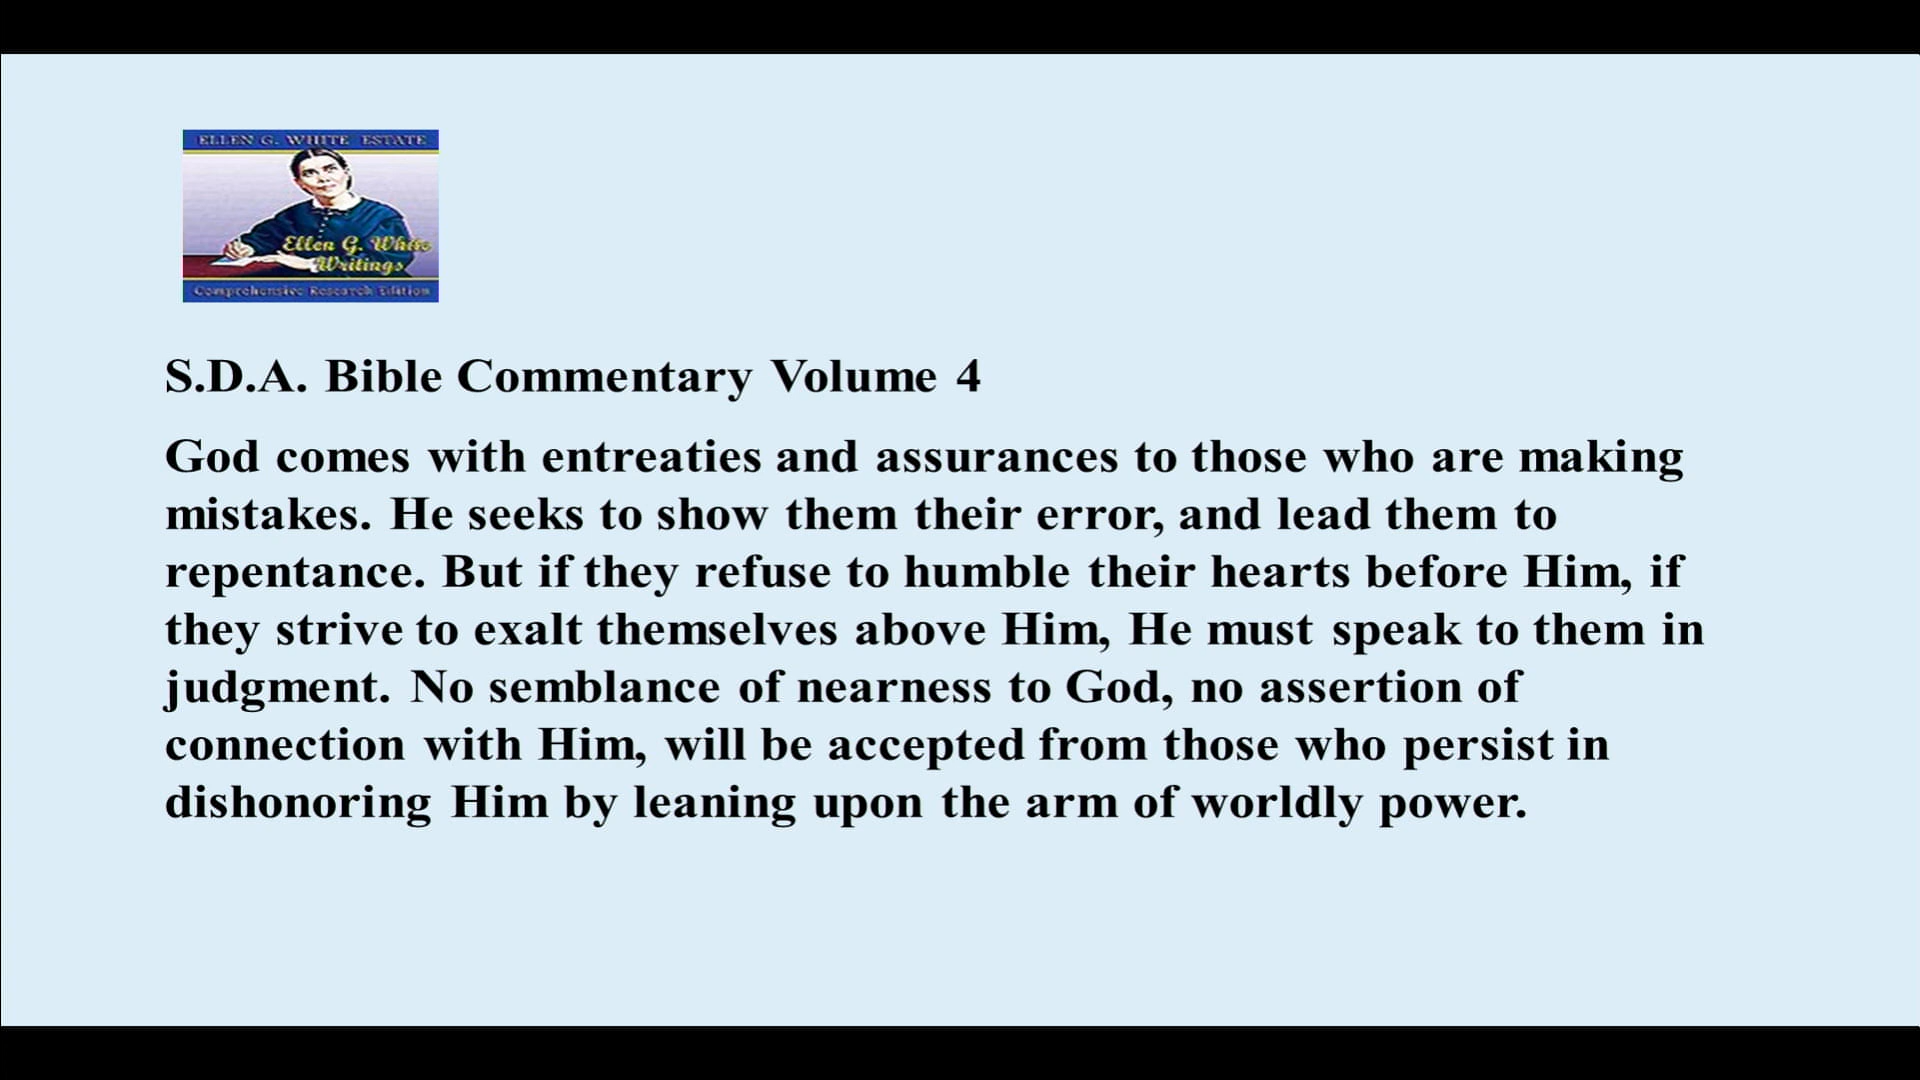 ELLEN G. WHITE ESTATE
Ellen G. White
Writings
Comprehensive Research Edition
S.D.A. Bible Commentary Volume 4
God comes with entreaties and assurances to those who are making
mistakes. He seeks to show them their error, and lead them to
repentance. But if they refuse to humble their hearts before Him, if
they strive to exalt themselves above Him, He must speak to them in
judgment. No semblance of nearness to God, no assertion of
connection with Him, will be accepted from those who persist in
dishonoring Him by leaning upon the arm of worldly power.